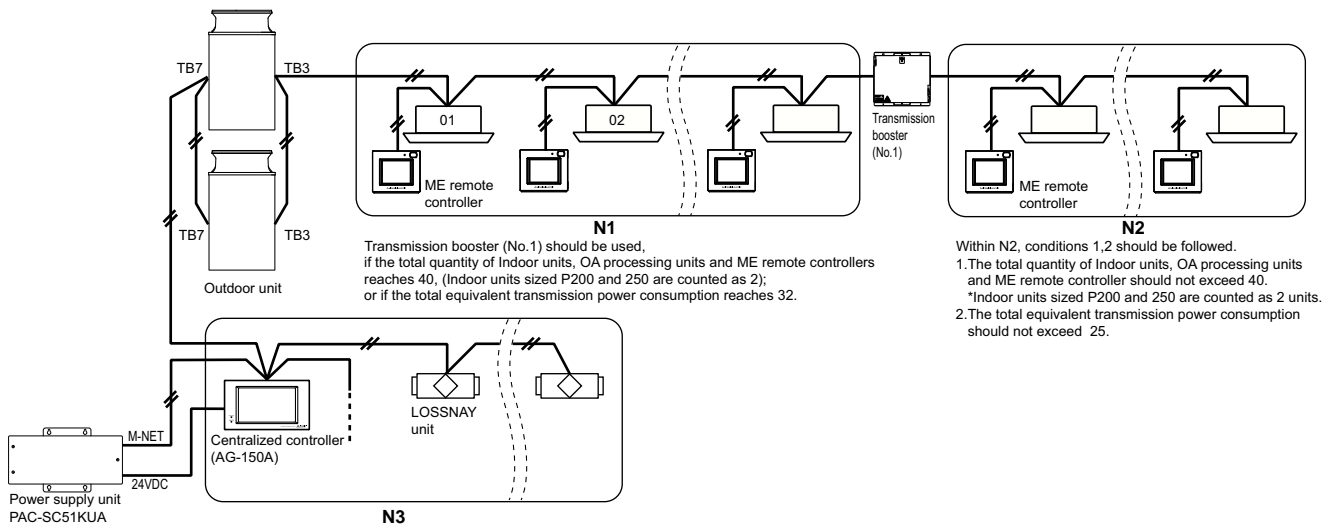 TB7
TB3
01
02
ME remote
controller
Transmission
booster
(No.1)
ME remote
controller
TB7
TB3
Outdoor unit
N1
Transmission booster (No.1) should be used,
if the total quantity of Indoor units, OA processing units and ME remote controllers
reaches 40, (Indoor units sized P200 and 250 are counted as 2);
or if the total equivalent transmission power consumption reaches 32.
N2
Within N2, conditions 1,2 should be followed.
1.The total quantity of Indoor units, OA processing units
and ME remote controller should not exceed 40.
*Indoor units sized P200 and 250 are counted as 2 units.
2.The total equivalent transmission power consumption
should not exceed 25.
LOSSNAY
unit
Centralized controller
(AG-150A)
M-NET
24VDC
Power supply unit
PAC-SC51KUA
N3